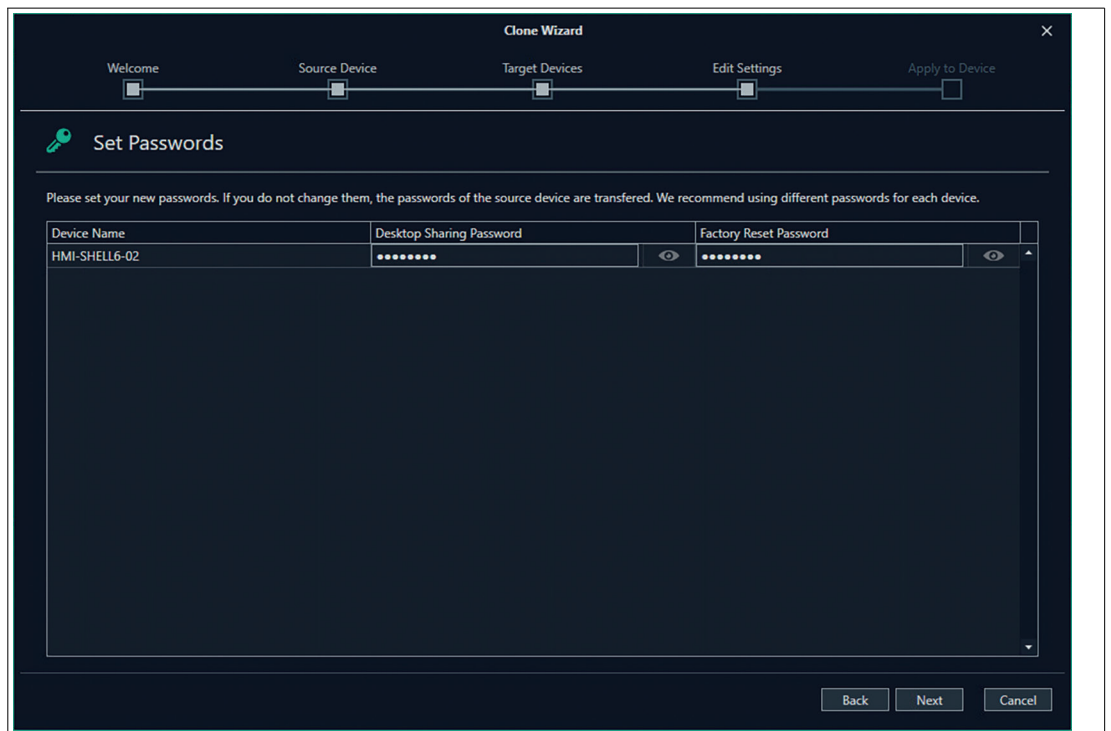 Clone Wizard
Welcome Source Device Target Devices Edit Settings Apply to Device
Set Passwords
Please set your new passwords. If you do not change them, the passwords of the source device are transfered. We recommend using different passwords for each device.
Device Name Desktop Sharing Password Factory Reset Password
HMI-SHELL6-02 •••••••• ••••••••
Back Next Cancel